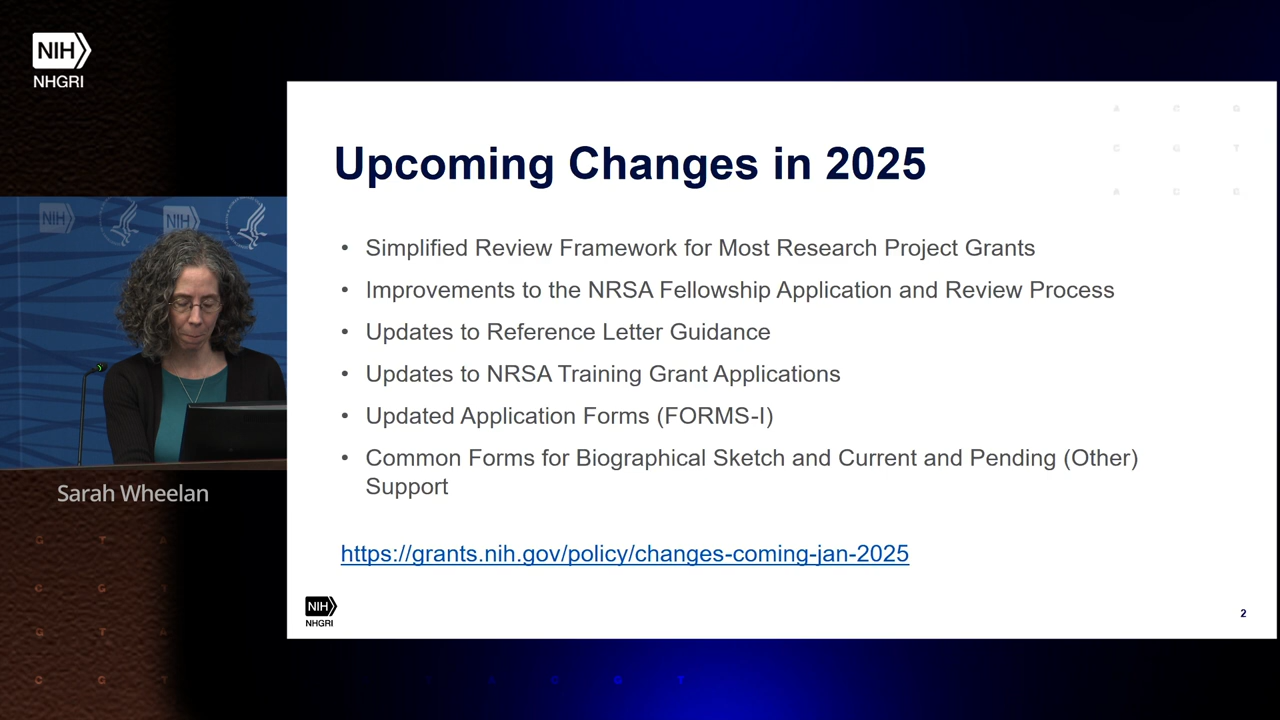 NIH
NHGRI
Upcoming Changes in 2025
• Simplified Review Framework for Most Research Project Grants
• Improvements to the NRSA Fellowship Application and Review Process
• Updates to Reference Letter Guidance
• Updates to NRSA Training Grant Applications
• Updated Application Forms (FORMS-I)
• Common Forms for Biographical Sketch and Current and Pending (Other)
Support
https://grants.nih.gov/policy/changes-coming-jan-2025
NIH
NHGRI
2
NIH
NIH
Sarah Wheelan